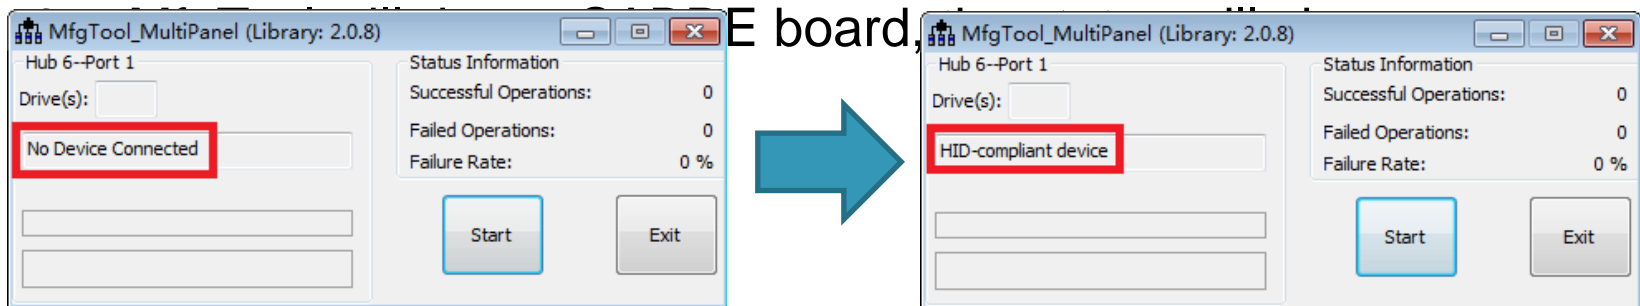 E board,
MfgTool_MultiPanel (Library: 2.0.8)
Hub 6--Port 1
Drive(s):
No Device Connected
Status Information
Successful Operations: 0
Failed Operations: 0
Failure Rate: 0 %
Start
Exit
MfgTool_MultiPanel (Library: 2.0.8)
Hub 6--Port 1
Drive(s):
HID-compliant device
Status Information
Successful Operations: 0
Failed Operations: 0
Failure Rate: 0 %
Start
Exit